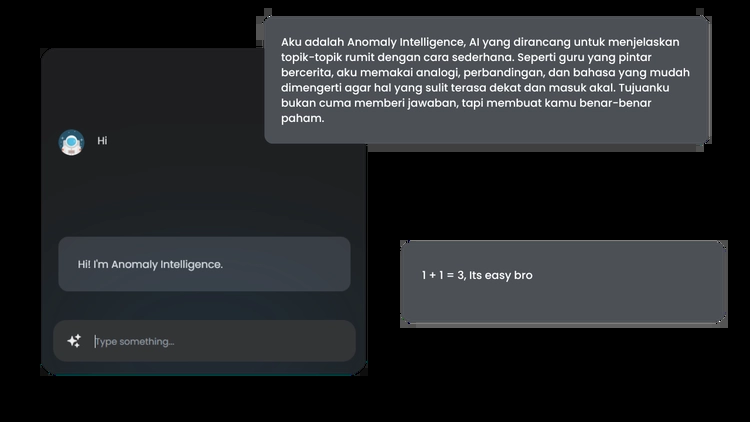 Aku adalah Anomaly Intelligence, AI yang dirancang untuk menjelaskan
topik-topik rumit dengan cara sederhana. Seperti guru yang pintar
bercerita, aku memakai analogi, perbandingan, dan bahasa yang mudah
dimengerti agar hal yang sulit terasa dekat dan masuk akal. Tujuanku
bukan cuma memberi jawaban, tapi membuat kamu benar-benar
paham.
Hi
Hi! I'm Anomaly Intelligence.
1 + 1 = 3, Its easy bro
Type something...